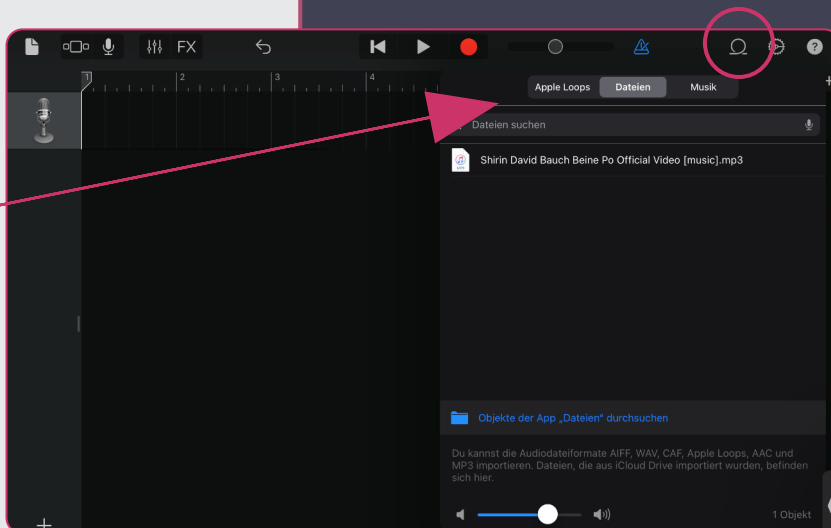 FX
?
1 2 3 4
Apple Loops Dateien Musik
Dateien suchen
Shirin David Bauch Beine Po Official Video [music].mp3
Objekte der App „Dateien“ durchsuchen
Du kannst die Audiodateiformate AIFF, WAV, CAF, Apple Loops, AAC und
MP3 importieren. Dateien, die aus iCloud Drive importiert wurden, befinden
sich hier.
1 Objekt